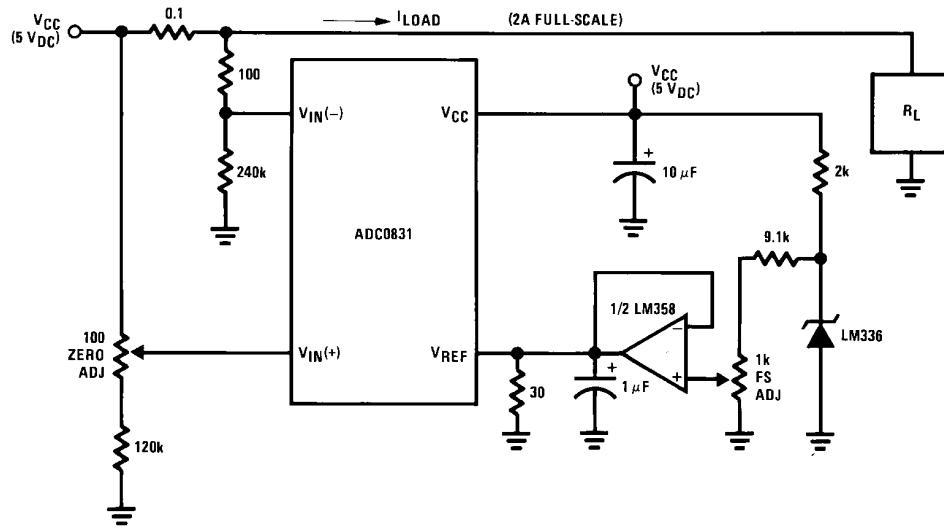 VCC
(5 VDC)
0.1
ILOAD
(2A FULL-SCALE)
100
VIN(−)
240k
VCC
VCC
(5 VDC)
+
10 µF
RL
2k
ADC0831
9.1k
1/2 LM358
−
+
LM336
100
ZERO
ADJ
VIN(+)
VREF
30
+
1 µF
1k
FS
ADJ
120k